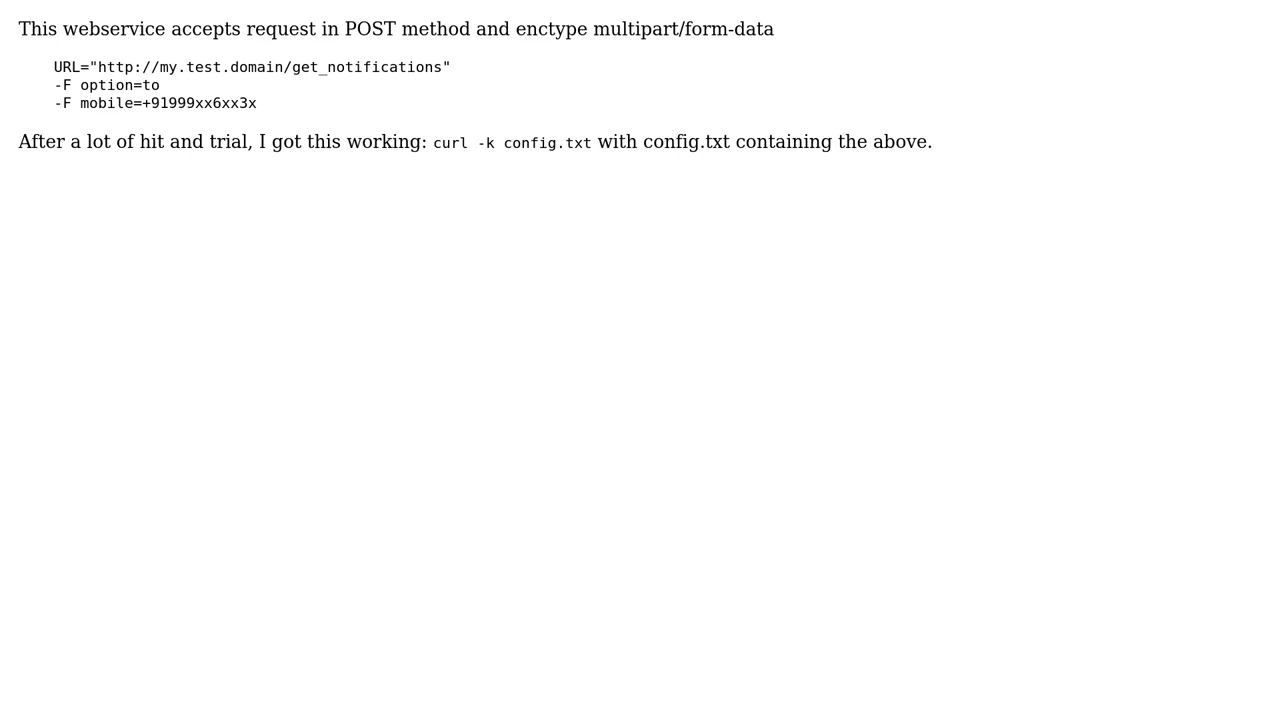 This webservice accepts request in POST method and enctype multipart/form-data
URL="http://my.test.domain/get_notifications"
-F option=to
-F mobile=+91999xx6xx3x
After a lot of hit and trial, I got this working: curl -k config.txt with config.txt containing the above.